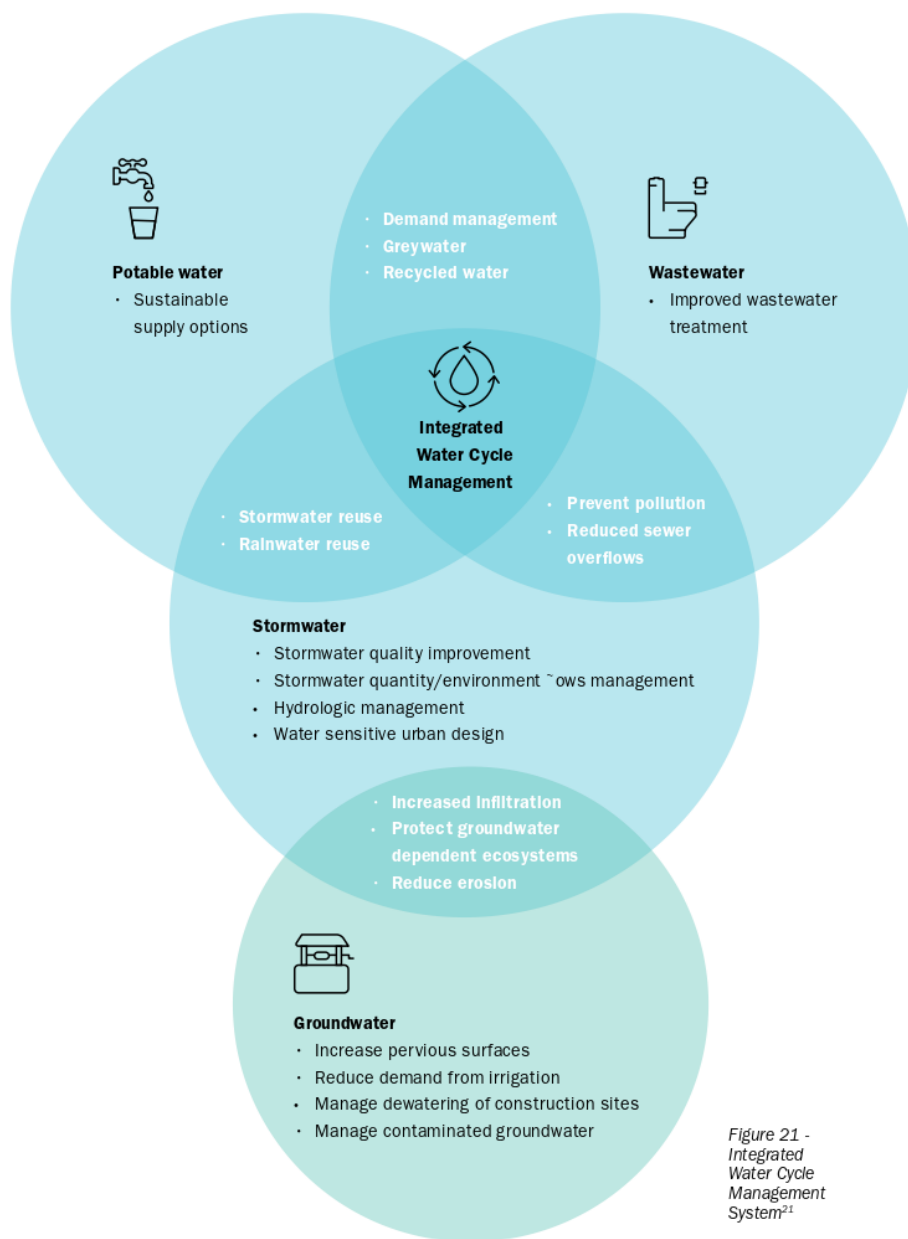 · Demand management
· Greywater
· Recycled water
Potable water
· Sustainable
supply options
Wastewater
• Improved wastewater
treatment
Integrated
Water Cycle
Management
· Stormwater reuse
· Rainwater reuse
• Prevent pollution
• Reduced sewer
overflows
Stormwater
· Stormwater quality improvement
· Stormwater quantity/environment ˜ows management
• Hydrologic management
• Water sensitive urban design
· Increased infiltration
• Protect groundwater
dependent ecosystems
· Reduce erosion
Groundwater
· Increase pervious surfaces
· Reduce demand from irrigation
• Manage dewatering of construction sites
· Manage contaminated groundwater
Figure 21 -
Integrated
Water Cycle
Management
System²¹